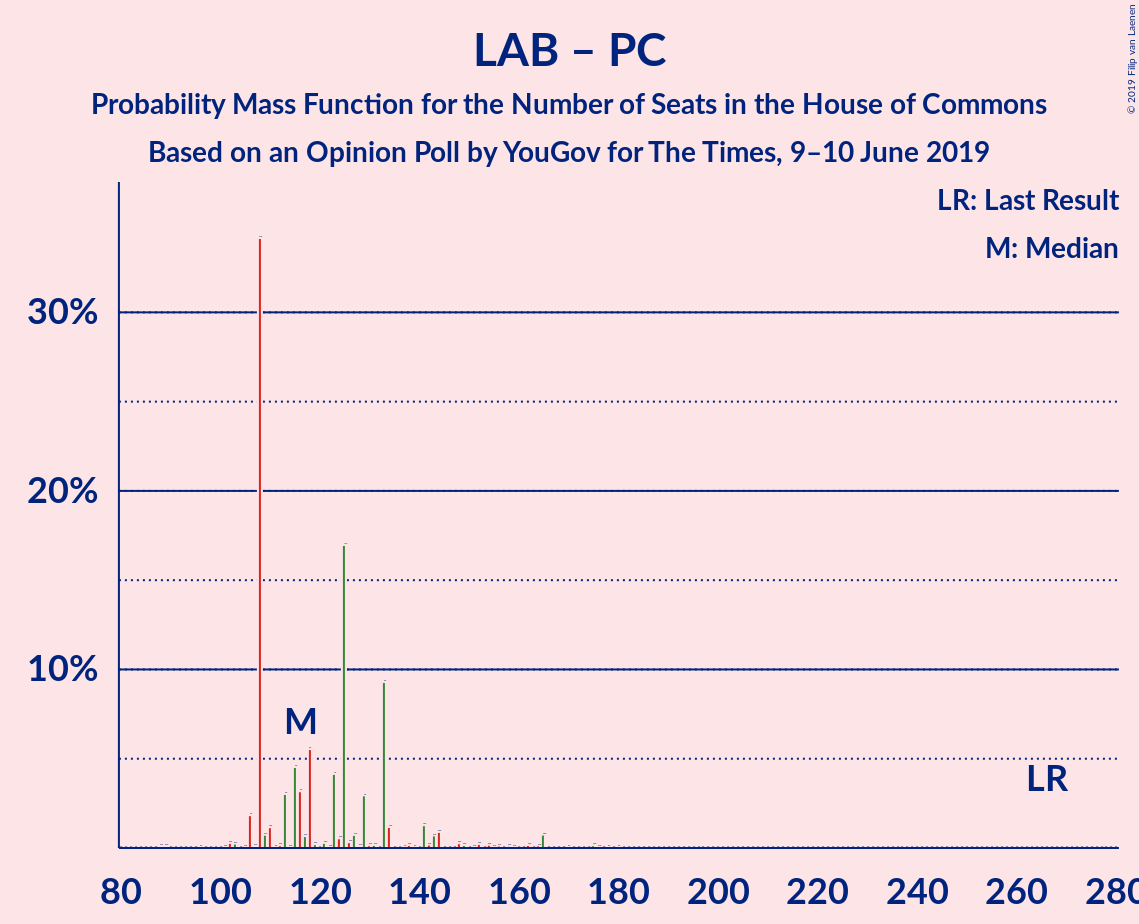 LAB – PC
Probability Mass Function for the Number of Seats in the House of Commons
Based on an Opinion Poll by YouGov for The Times, 9–10 June 2019
© 2019 Filip van Laenen
LR: Last Result
M: Median
30%
20%
10%
M
LR
80 100 120 140 160 180 200 220 240 260 280